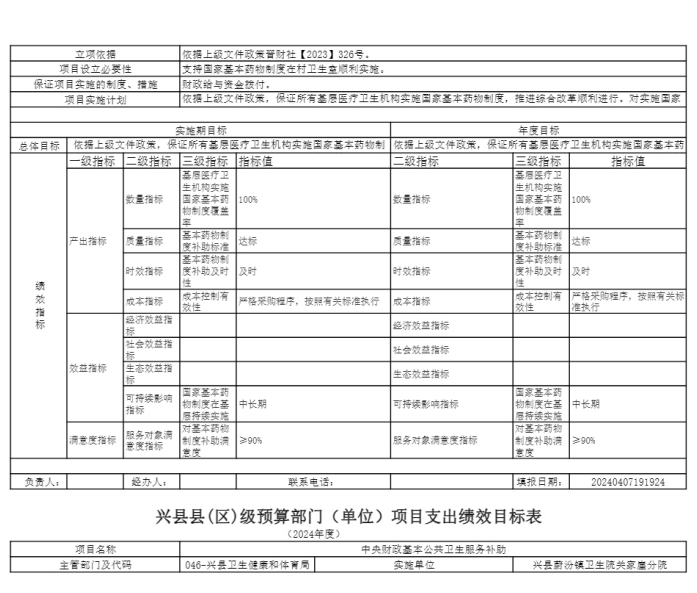 立项依据 依据上级文件政策晋财社【2023】326号。
项目设立必要性 支持国家基本药物制度在村卫生室顺利实施。
保证项目实施的制度、措施 财政给与资金拨付。
项目实施计划 依据上级文件政策，保证所有基层医疗卫生机构实施国家基本药物制度，推进综合改革顺利进行。对实施国家
实施期目标 年度目标
总体目标 依据上级文件政策，保证所有基层医疗卫生机构实施国家基本药物制 依据上级文件政策，保证所有基层医疗卫生机构实施国家基本药
绩效指标
一级指标 二级指标 三级指标 指标值 二级指标 三级指标 指标值
产出指标
数量指标 基层医疗卫生机构实施国家基本药物制度覆盖率 100% 数量指标 基层医疗卫生机构实施国家基本药物制度覆盖率 100%
质量指标 基本药物制度补助标准 达标 质量指标 基本药物制度补助标准 达标
时效指标 基本药物制度补助及时性 及时 时效指标 基本药物制度补助及时性 及时
成本指标 成本控制有效性 严格采购程序，按照有关标准执行 成本指标 成本控制有效性 严格采购程序，按照有关标准执行
效益指标
经济效益指标 经济效益指标
社会效益指标 社会效益指标
生态效益指标 生态效益指标
可持续影响指标 国家基本药物制度在基层持续实施 中长期 可持续影响指标 国家基本药物制度在基层持续实施 中长期
满意度指标 服务对象满意度指标 对基本药物制度补助满意度 ≥90% 服务对象满意度指标 对基本药物制度补助满意度 ≥90%
负责人： 经办人： 联系电话： 填报日期： 20240407191924
兴县县(区)级预算部门（单位）项目支出绩效目标表
（2024年度）
项目名称 中央财政基本公共卫生服务补助
主管部门及代码 046-兴县卫生健康和体育局 实施单位 兴县蔚汾镇卫生院关家崖分院